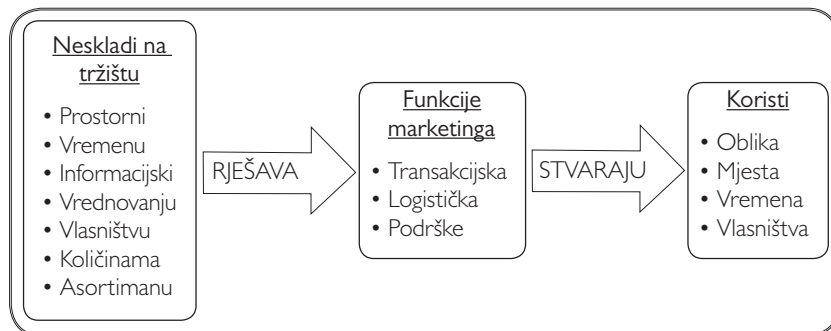 Neskladi na
tržištu
• Prostorni
• Vremenu
• Informacijski
• Vrednovanju
• Vlasništvu
• Količinama
• Asortimanu
RJEŠAVA
Funkcije
marketinga
• Transakcijska
• Logistička
• Podrške
STVARAJU
Koristi
• Oblika
• Mjesta
• Vremena
• Vlasništva